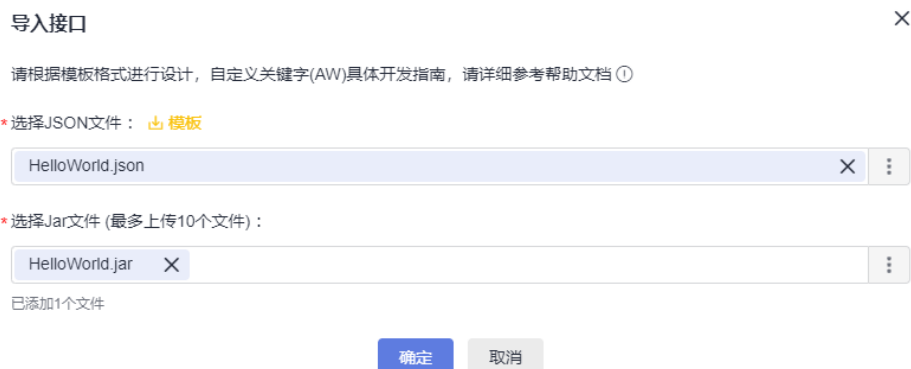 导入接口
请根据模板格式进行设计，自定义关键字(AW)具体开发指南，请详细参考帮助文档
*选择JSON文件： 模板
HelloWorld.json
*选择Jar文件 (最多上传10个文件)：
HelloWorld.jar
已添加1个文件
确定 取消